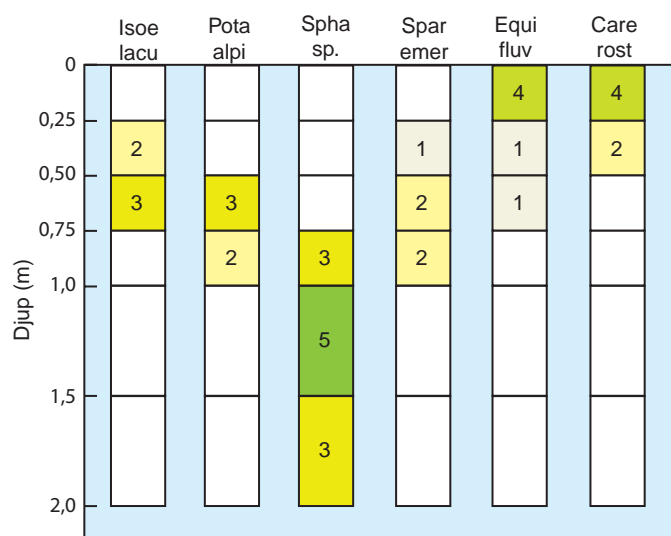 Isoe Pota Spha Spar Equi Care
lacu alpi sp. emer fluv rost
0
4 4
0,25
2 1 1 2
0,50
3 3 2 1
0,75
2 3 2
1,0
5
1,5
3
2,0
Djup (m)